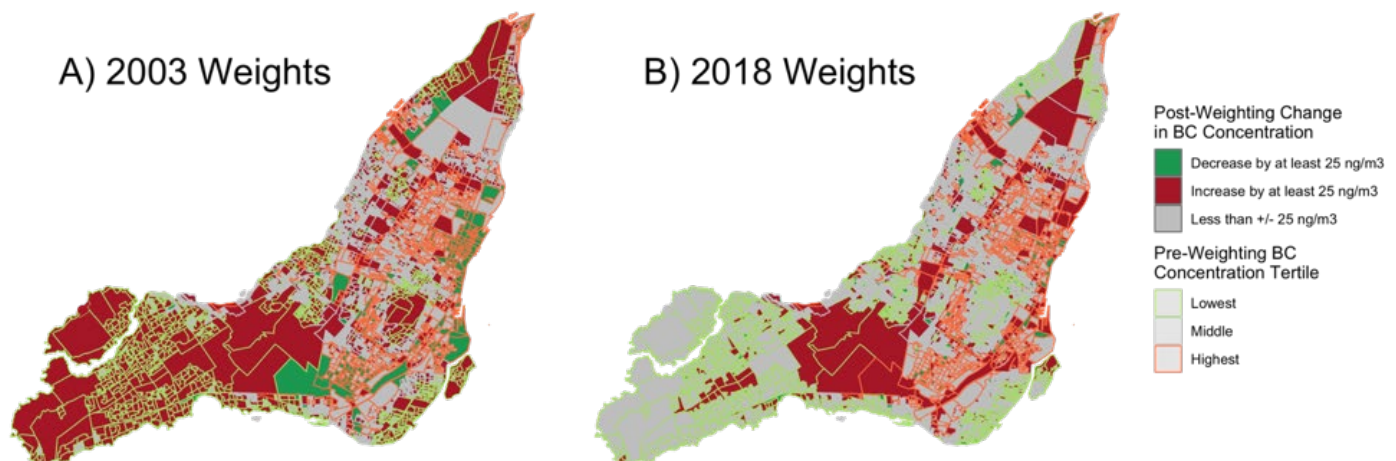 A) 2003 Weights
B) 2018 Weights
Post-Weighting Change
in BC Concentration
Decrease by at least 25 ng/m3
Increase by at least 25 ng/m3
Less than +/- 25 ng/m3
Pre-Weighting BC
Concentration Tertile
Lowest
Middle
Highest